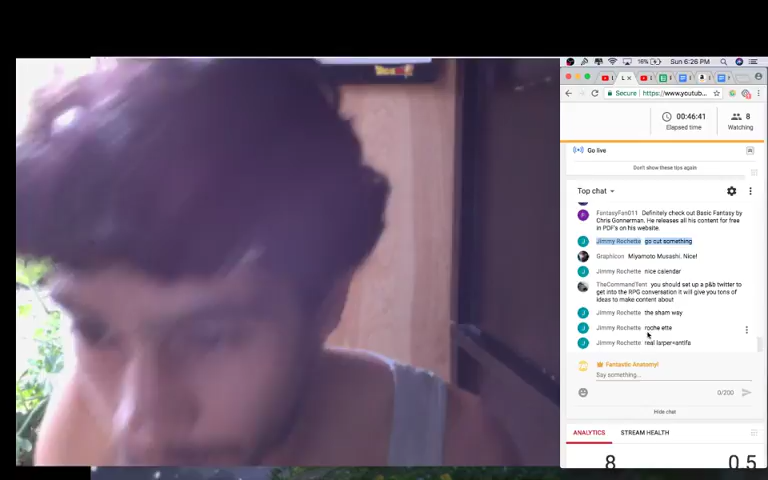 16% Sun 6:26 PM
Secure https://www.youtub...
00:46:41 8
Elapsed time Watching
Go live
Don't show these tips again
Top chat
FantasyFan011 Definitely check out Basic Fantasy by
Chris Gonnerman. He releases all his content for free
in PDF's on his website.
Jimmy Rochette go cut something
Graphicon Miyamoto Musashi. Nice!
Jimmy Rochette nice calendar
TheCommandTent you should set up a p&b twitter to
get into the RPG conversation it will give you tons of
ideas to make content about
Jimmy Rochette the sham way
Jimmy Rochette roche ette
Jimmy Rochette real larper=antifa
Fantastic Anatomy!
Say something...
0/200
Hide chat
ANALYTICS STREAM HEALTH
8 0.5